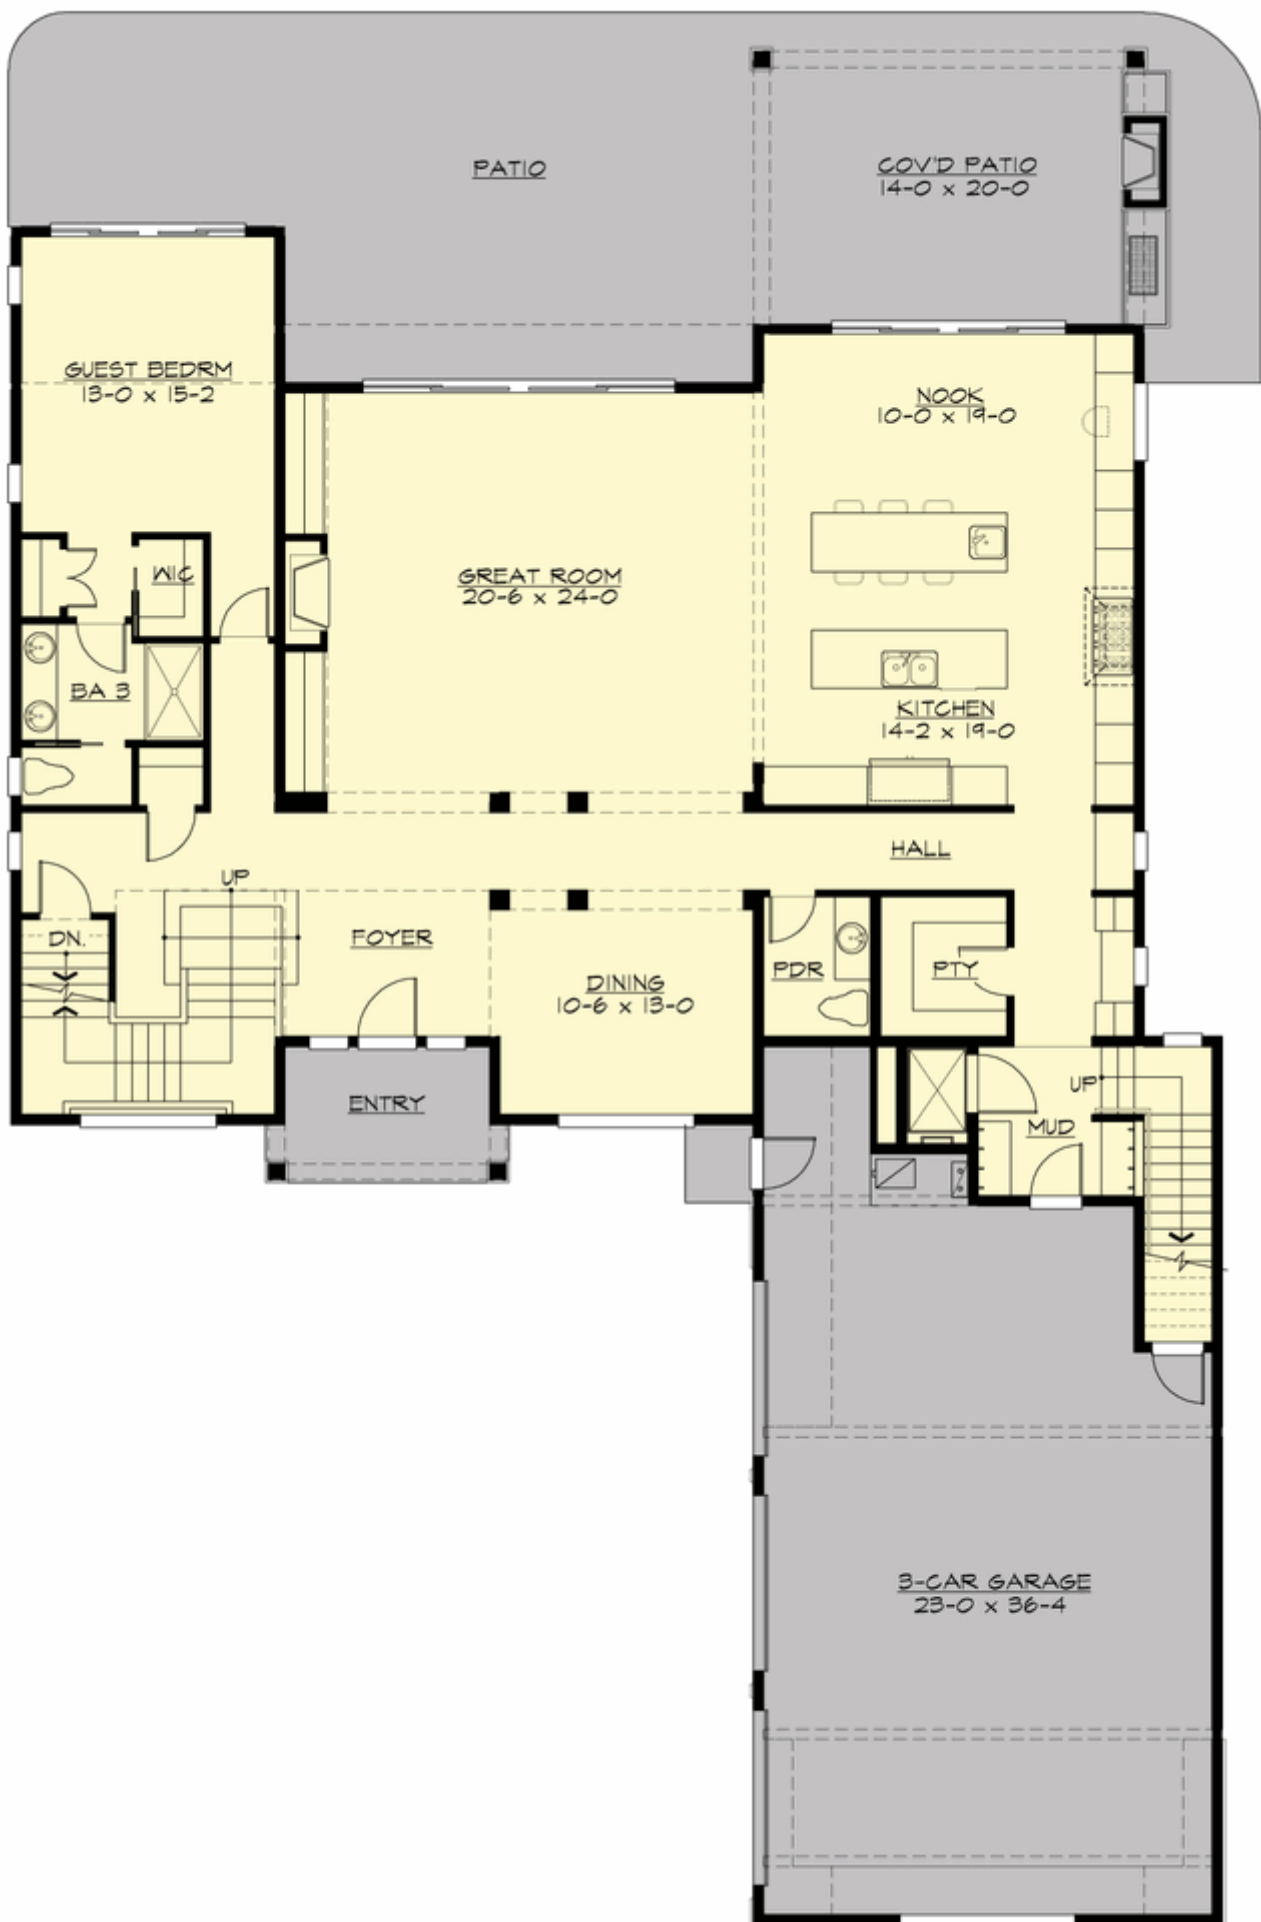 PATIO
COV'D PATIO
14-0 x 20-0
GUEST BEDRM
13-0 x 15-2
NOOK
10-0 x 19-0
WIC
GREAT ROOM
20-6 x 24-0
BA 3
KITCHEN
14-2 x 19-0
HALL
UP
DN.
FOYER
DINING
10-6 x 13-0
PDR
PTY
ENTRY
UP
MUD
3-CAR GARAGE
23-0 x 36-4